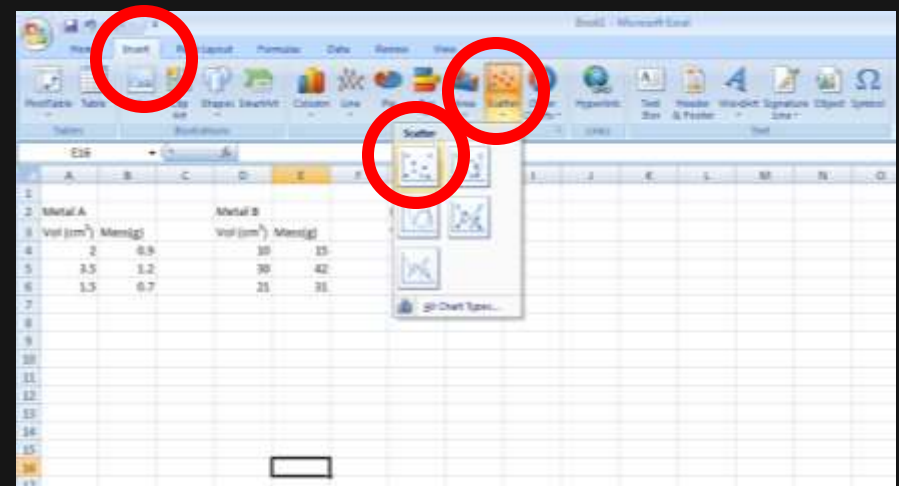 Book1 - Microsoft Excel
Insert Layout Formulas Data Review View
PivotTable Table Shapes SmartArt Column Line Area Scatter Hyperlink Text Box Header & Footer WordArt Signature Line Object Symbol
Tables Illustrations Links Text
Scatter
E16
A B C D E I J K L M N O
1
2 Metal A Metal B
3 Vol (cm³) Mass(g) Vol (cm³) Mass(g)
4 2 0.9 10 15
5 3.5 1.2 30 42
6 1.5 0.7 21 31
7 All Chart Types...
8
9
10
11
12
13
14
15
16
17